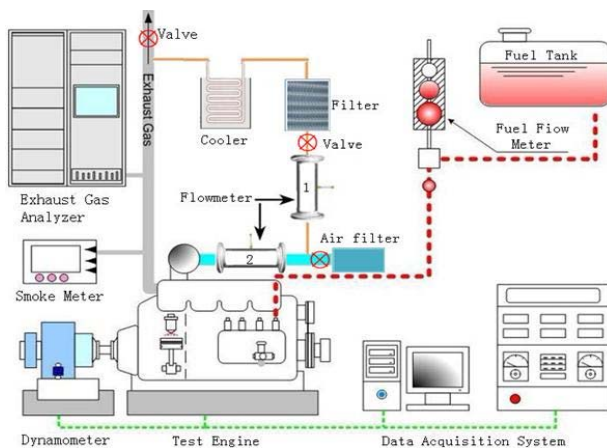 Valve
Exhaust Gas
Fuel Tank
Filter
Cooler
Valve
Fuel Flow
Meter
Exhaust Gas
Analyzer
Flowmeter
1
Air filter
2
Smoke Meter
Dynamometer
Test Engine
Data Acquisition System